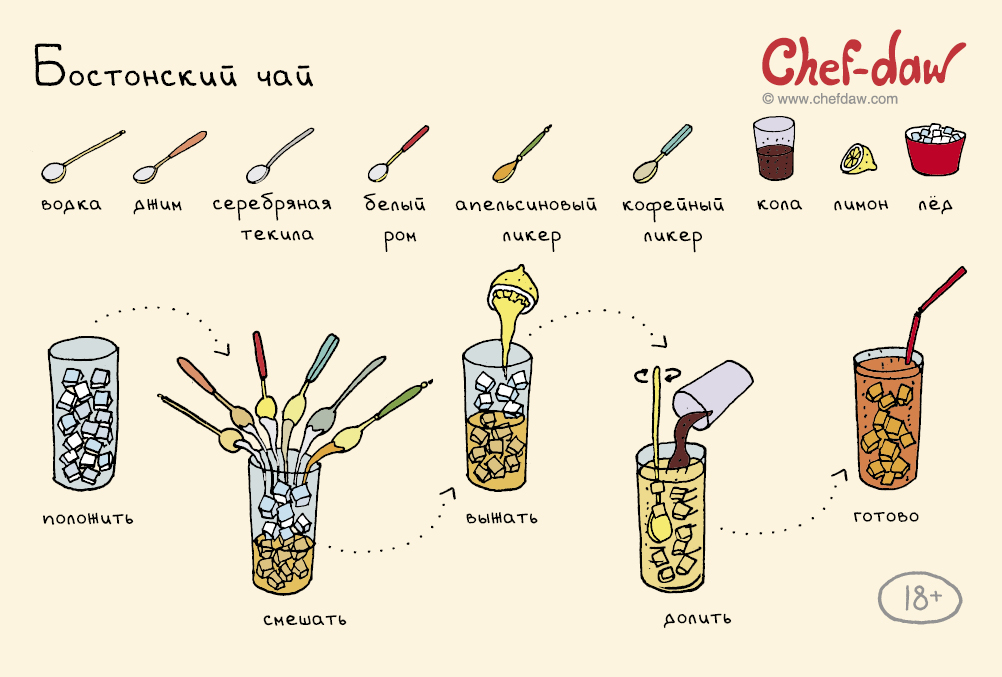 Бостонский чай
Chef-daw
© www.chefdaw.com
водка
джим
серебряная
текила
белый
ром
апельсиновый
ликер
кофейный
ликер
кола
лимон
лёд
положить
смешать
выжать
долить
готово
18+